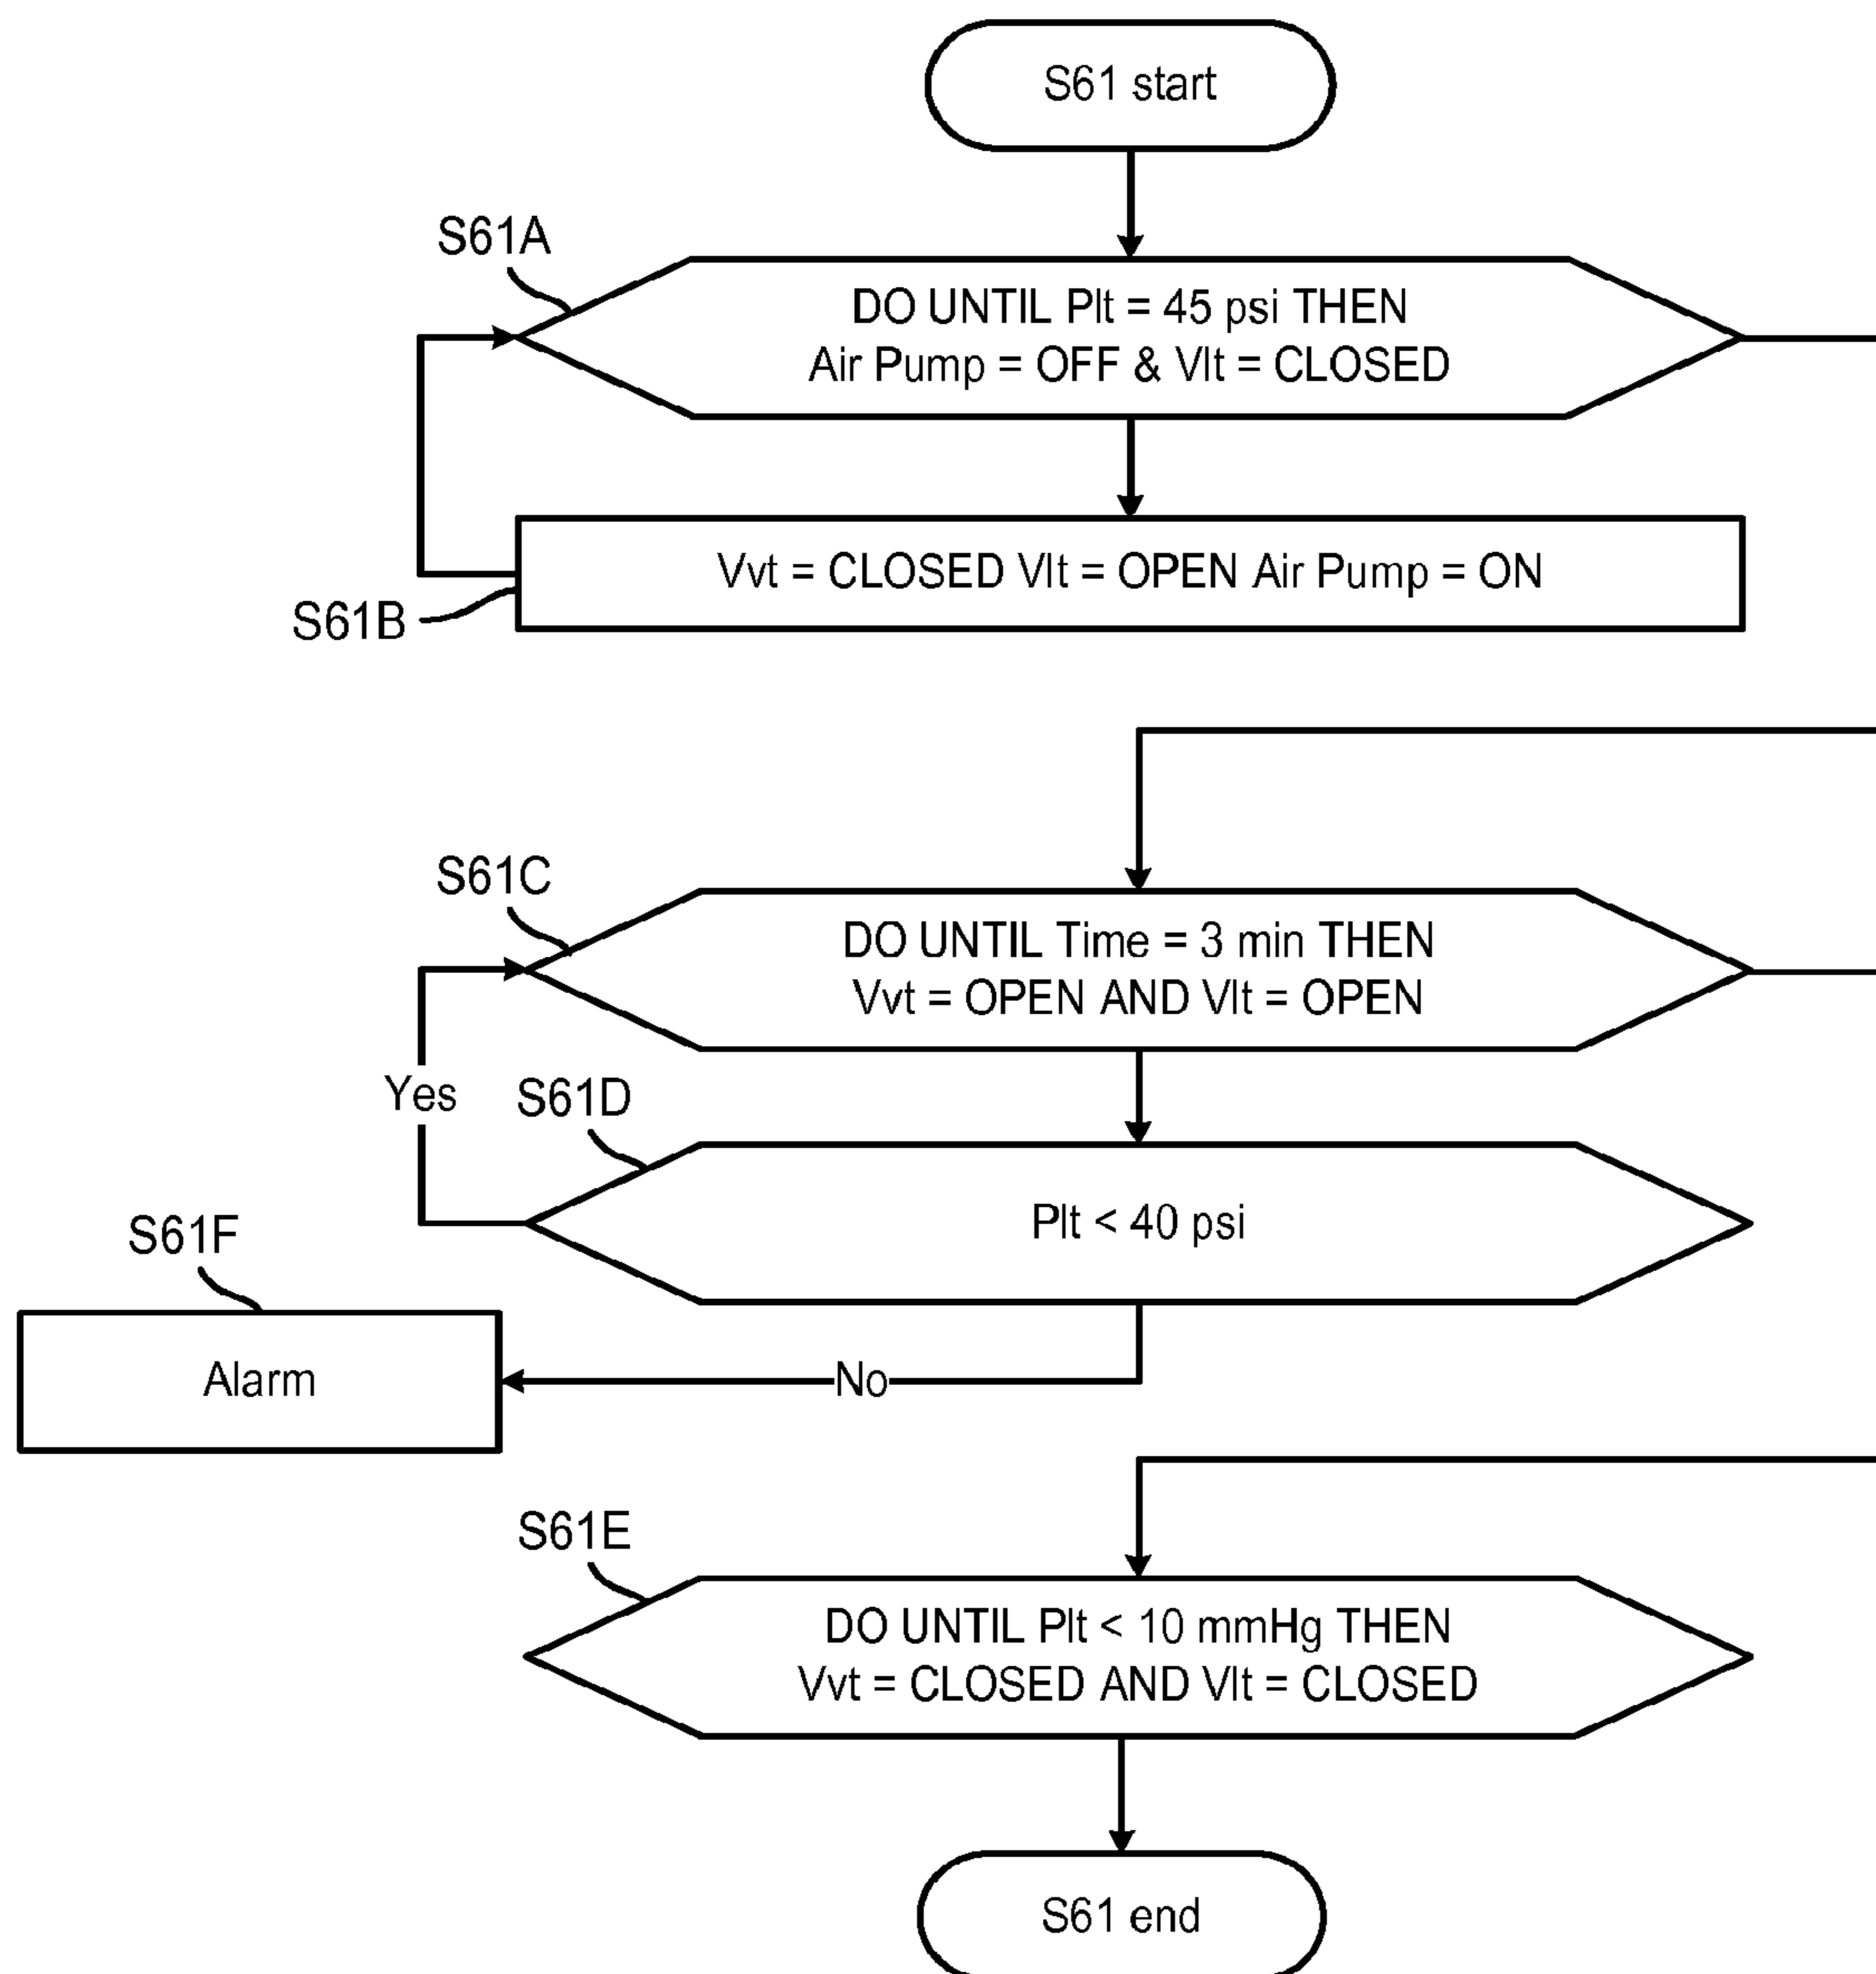 S61 start
S61A
DO UNTIL Plt = 45 psi THEN
Air Pump = OFF & Vlt = CLOSED
Vvt = CLOSED Vlt = OPEN Air Pump = ON
S61B
S61C
DO UNTIL Time = 3 min THEN
Vvt = OPEN AND Vlt = OPEN
Yes
S61D
Plt < 40 psi
S61F
Alarm
No
S61E
DO UNTIL Plt < 10 mmHg THEN
Vvt = CLOSED AND Vlt = CLOSED
S61 end